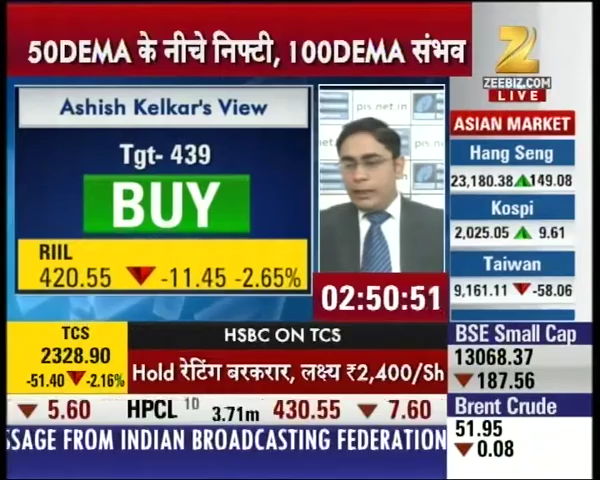 50DEMA के नीचे निफ्टी, 100DEMA संभव
ZEEBIZ.COM
LIVE
Ashish Kelkar's View
Tgt- 439
BUY
RIIL
420.55 -11.45 -2.65%
pis.net.in
02:50:51
ASIAN MARKET
Hang Seng
23,180.38 149.08
Kospi
2,025.05 9.61
Taiwan
9,161.11 -58.06
TCS
2328.90
-51.40 -2.16%
HSBC ON TCS
Hold रेटिंग बरकरार, लक्ष्य ₹2,400/Sh
BSE Small Cap
13068.37
187.56
5.60 HPCL 1D 3.71m 430.55 7.60
Brent Crude
51.95
0.08
SSAGE FROM INDIAN BROADCASTING FEDERATION